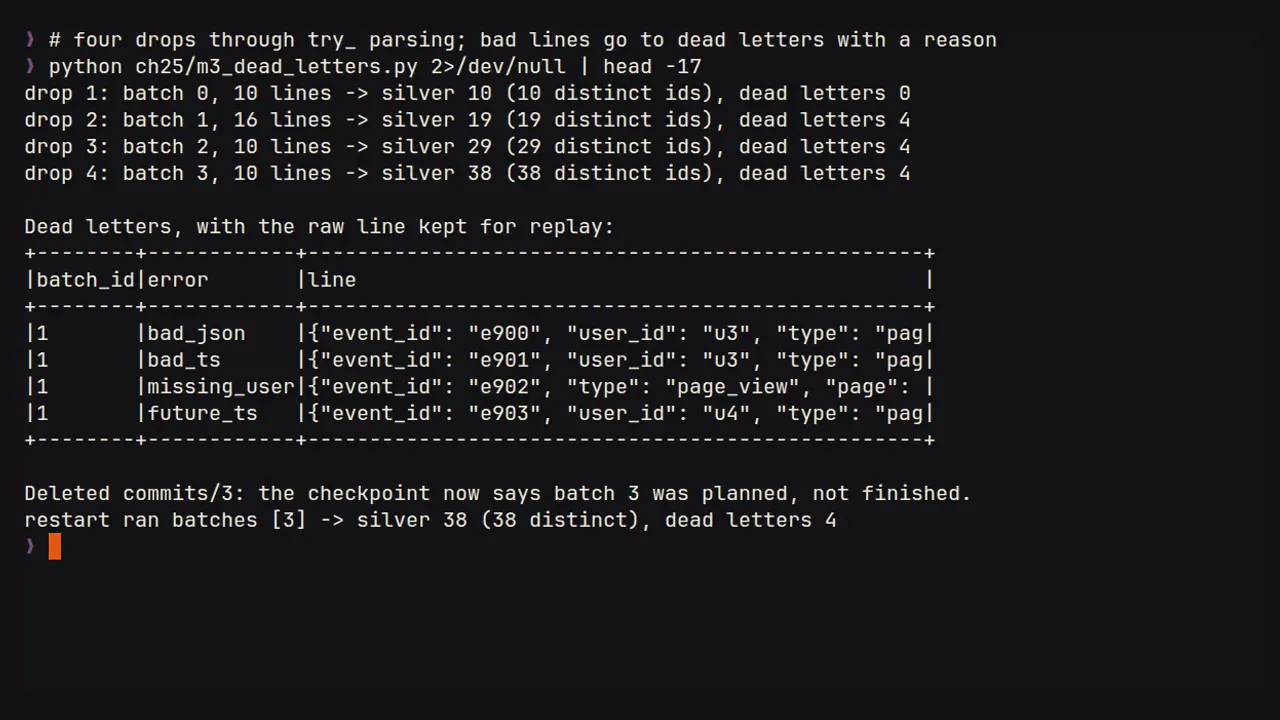 ❯ # four drops through try_ parsing; bad lines go to dead letters with a reason
❯ python ch25/m3_dead_letters.py 2>/dev/null | head -17
drop 1: batch 0, 10 lines -> silver 10 (10 distinct ids), dead letters 0
drop 2: batch 1, 16 lines -> silver 19 (19 distinct ids), dead letters 4
drop 3: batch 2, 10 lines -> silver 29 (29 distinct ids), dead letters 4
drop 4: batch 3, 10 lines -> silver 38 (38 distinct ids), dead letters 4

Dead letters, with the raw line kept for replay:
+--------+------------+--------------------------------------------------+
|batch_id|error       |line                                              |
+--------+------------+--------------------------------------------------+
|1       |bad_json    |{"event_id": "e900", "user_id": "u3", "type": "pag|
|1       |bad_ts      |{"event_id": "e901", "user_id": "u3", "type": "pag|
|1       |missing_user|{"event_id": "e902", "type": "page_view", "page": |
|1       |future_ts   |{"event_id": "e903", "user_id": "u4", "type": "pag|
+--------+------------+--------------------------------------------------+

Deleted commits/3: the checkpoint now says batch 3 was planned, not finished.
restart ran batches [3] -> silver 38 (38 distinct), dead letters 4
❯